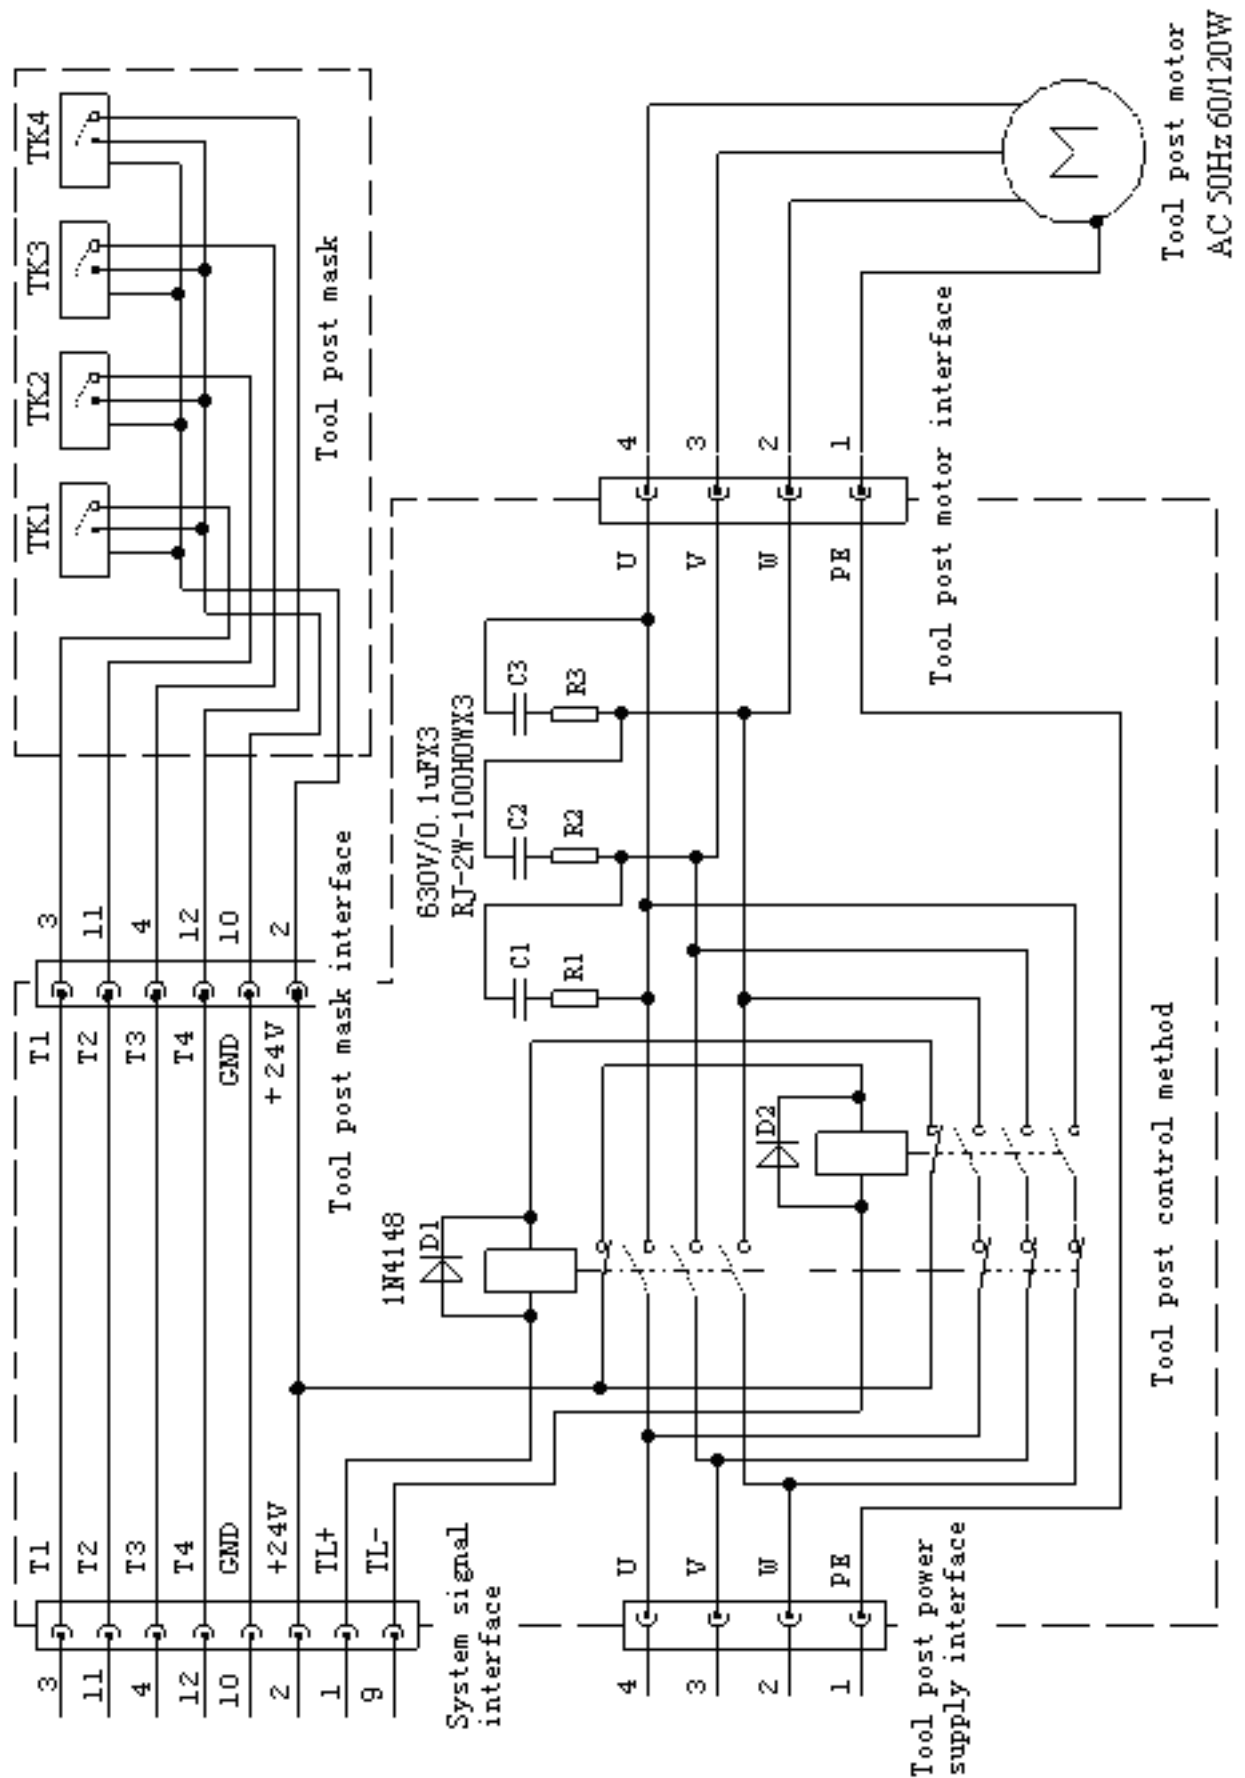 3 T1 T1 3 TK1 TK2 TK3 TK4
11 T2 T2 11
4 T3 T3 4
12 T4 T4 12
10 GND GND 10
2 +24V +24V 2
Tool post mask
1 TL+
Tool post mask interface
9 TL-
1N4148
D1
630V/0.1uFX3
RJ-2W-100HOWX3
System signal
interface
C1 C2 C3
R1 R2 R3
4 U U 4
3 V V 3
2 W W 2
D2
1 PE PE 1
Tool post power
supply interface
Tool post motor interface
M
Tool post control method
Tool post motor
AC 50Hz 60/120W